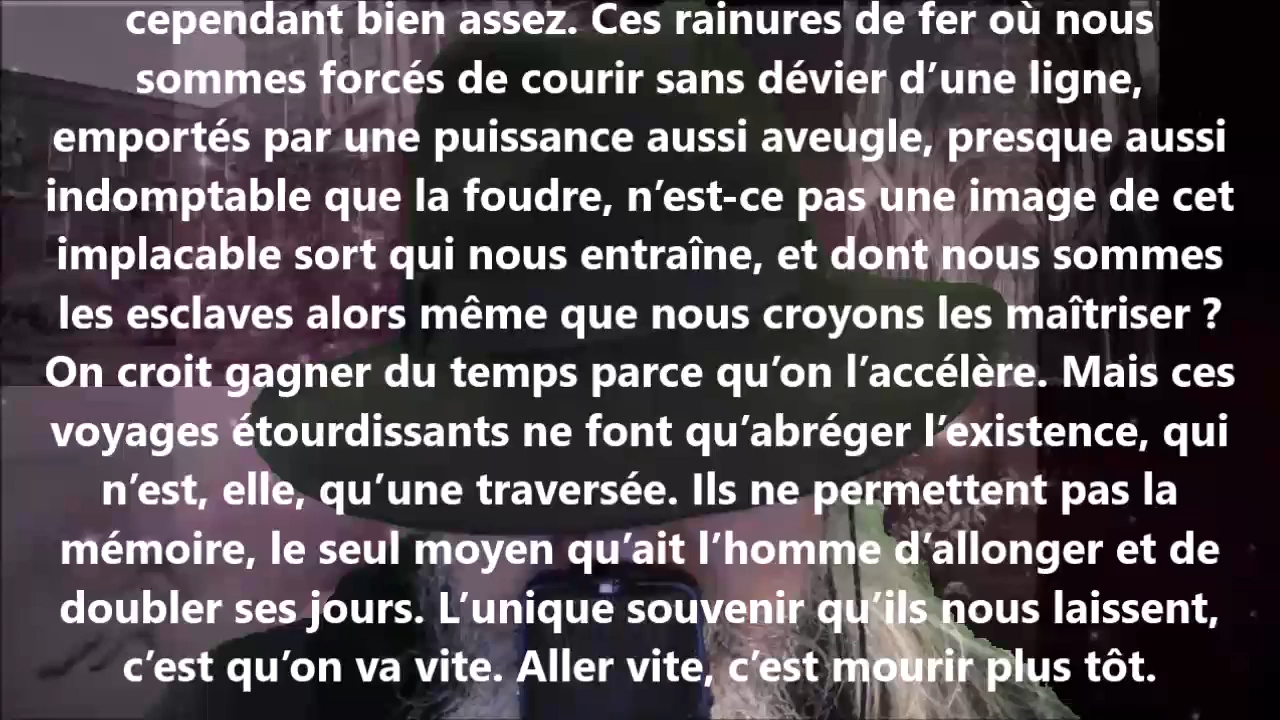 cependant bien assez. Ces rainures de fer où nous
sommes forcés de courir sans dévier d’une ligne,
emportés par une puissance aussi aveugle, presque aussi
indomptable que la foudre, n’est-ce pas une image de cet
implacable sort qui nous entraîne, et dont nous sommes
les esclaves alors même que nous croyons les maîtriser ?
On croit gagner du temps parce qu’on l’accélère. Mais ces
voyages étourdissants ne font qu’abréger l’existence, qui
n’est, elle, qu’une traversée. Ils ne permettent pas la
mémoire, le seul moyen qu’ait l’homme d’allonger et de
doubler ses jours. L’unique souvenir qu’ils nous laissent,
c’est qu’on va vite. Aller vite, c’est mourir plus tôt.